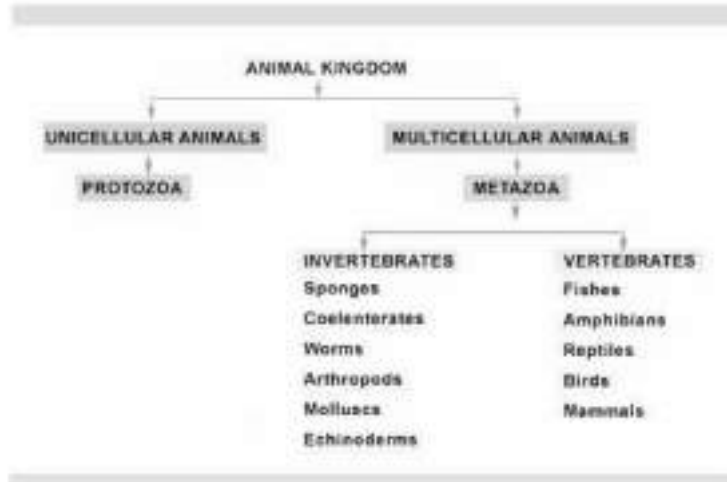 ANIMAL KINGDOM
UNICELLULAR ANIMALS
MULTICELLULAR ANIMALS
PROTOZOA
METAZOA
INVERTEBRATES
Sponges
Coelenterates
Worms
Arthropods
Molluscs
Echinoderms
VERTEBRATES
Fishes
Amphibians
Reptiles
Birds
Mammals